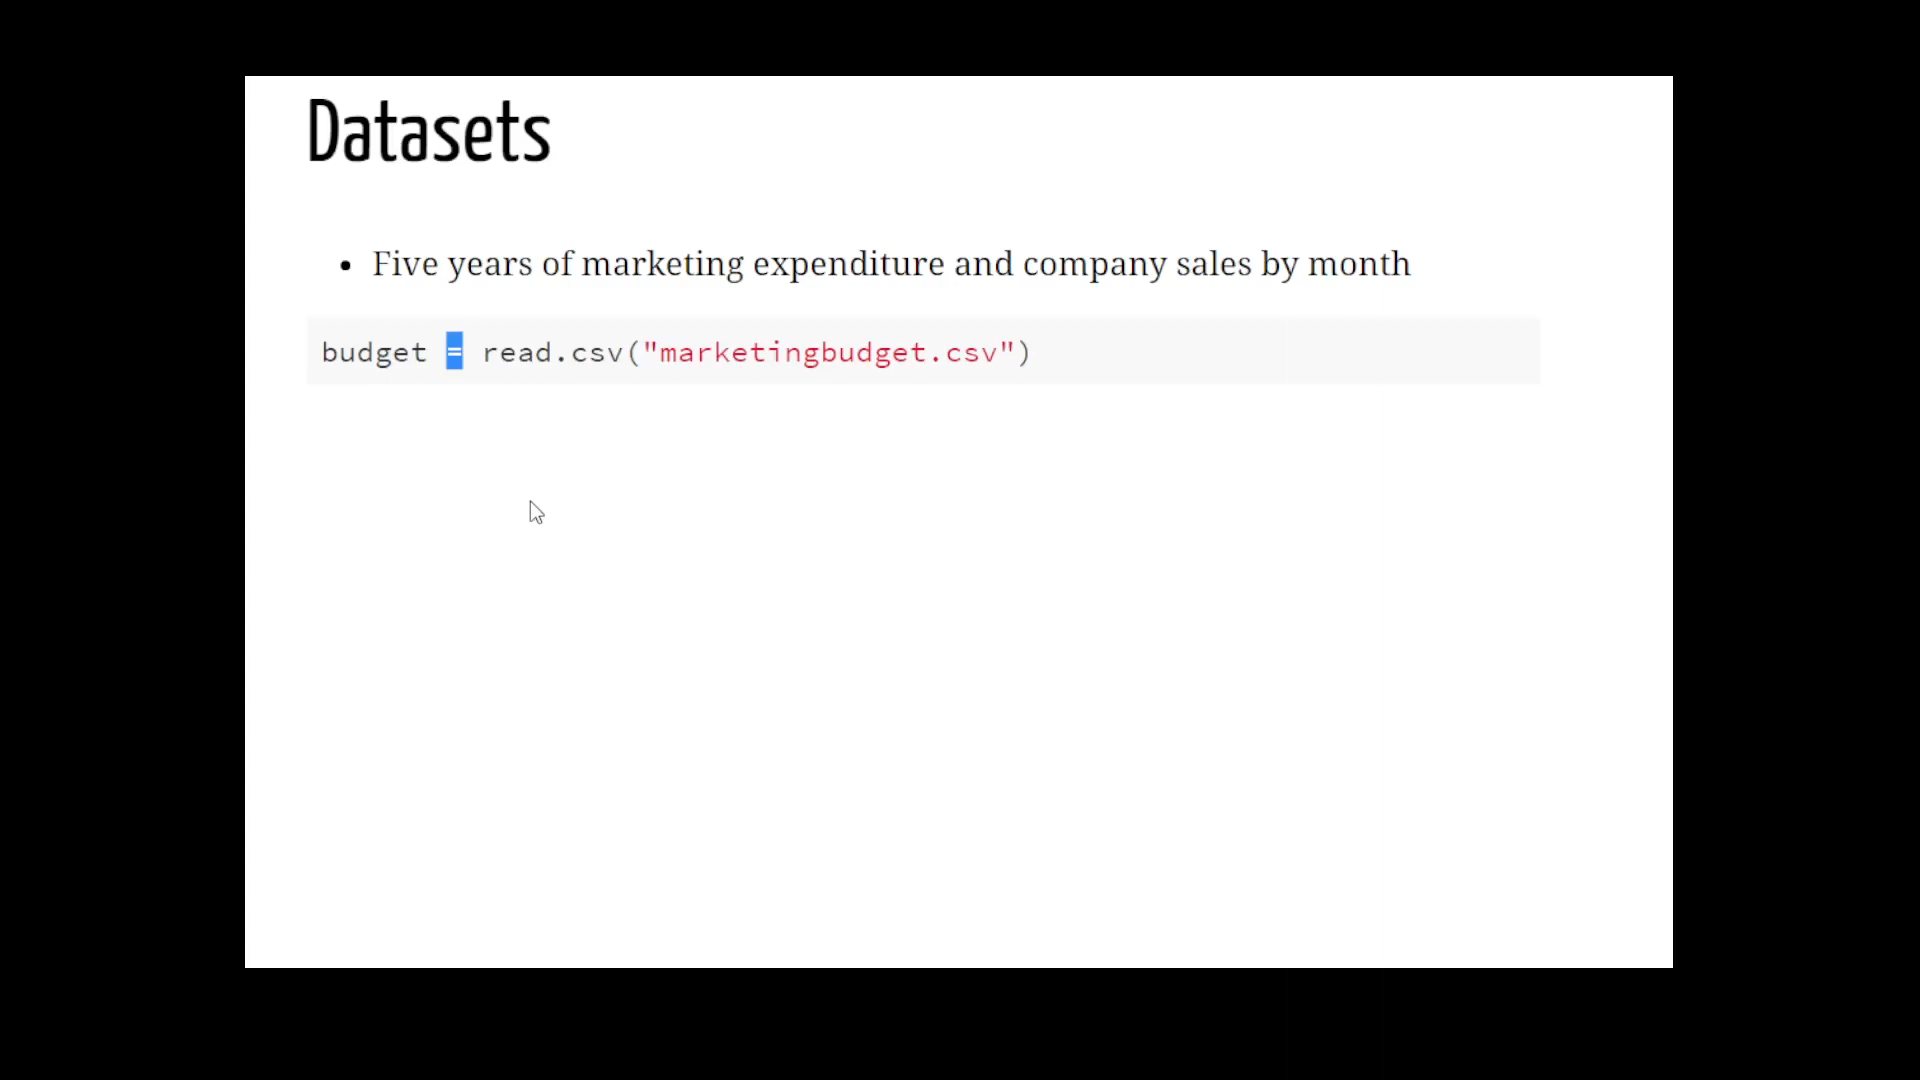 Datasets
• Five years of marketing expenditure and company sales by month
budget = read.csv("marketingbudget.csv")